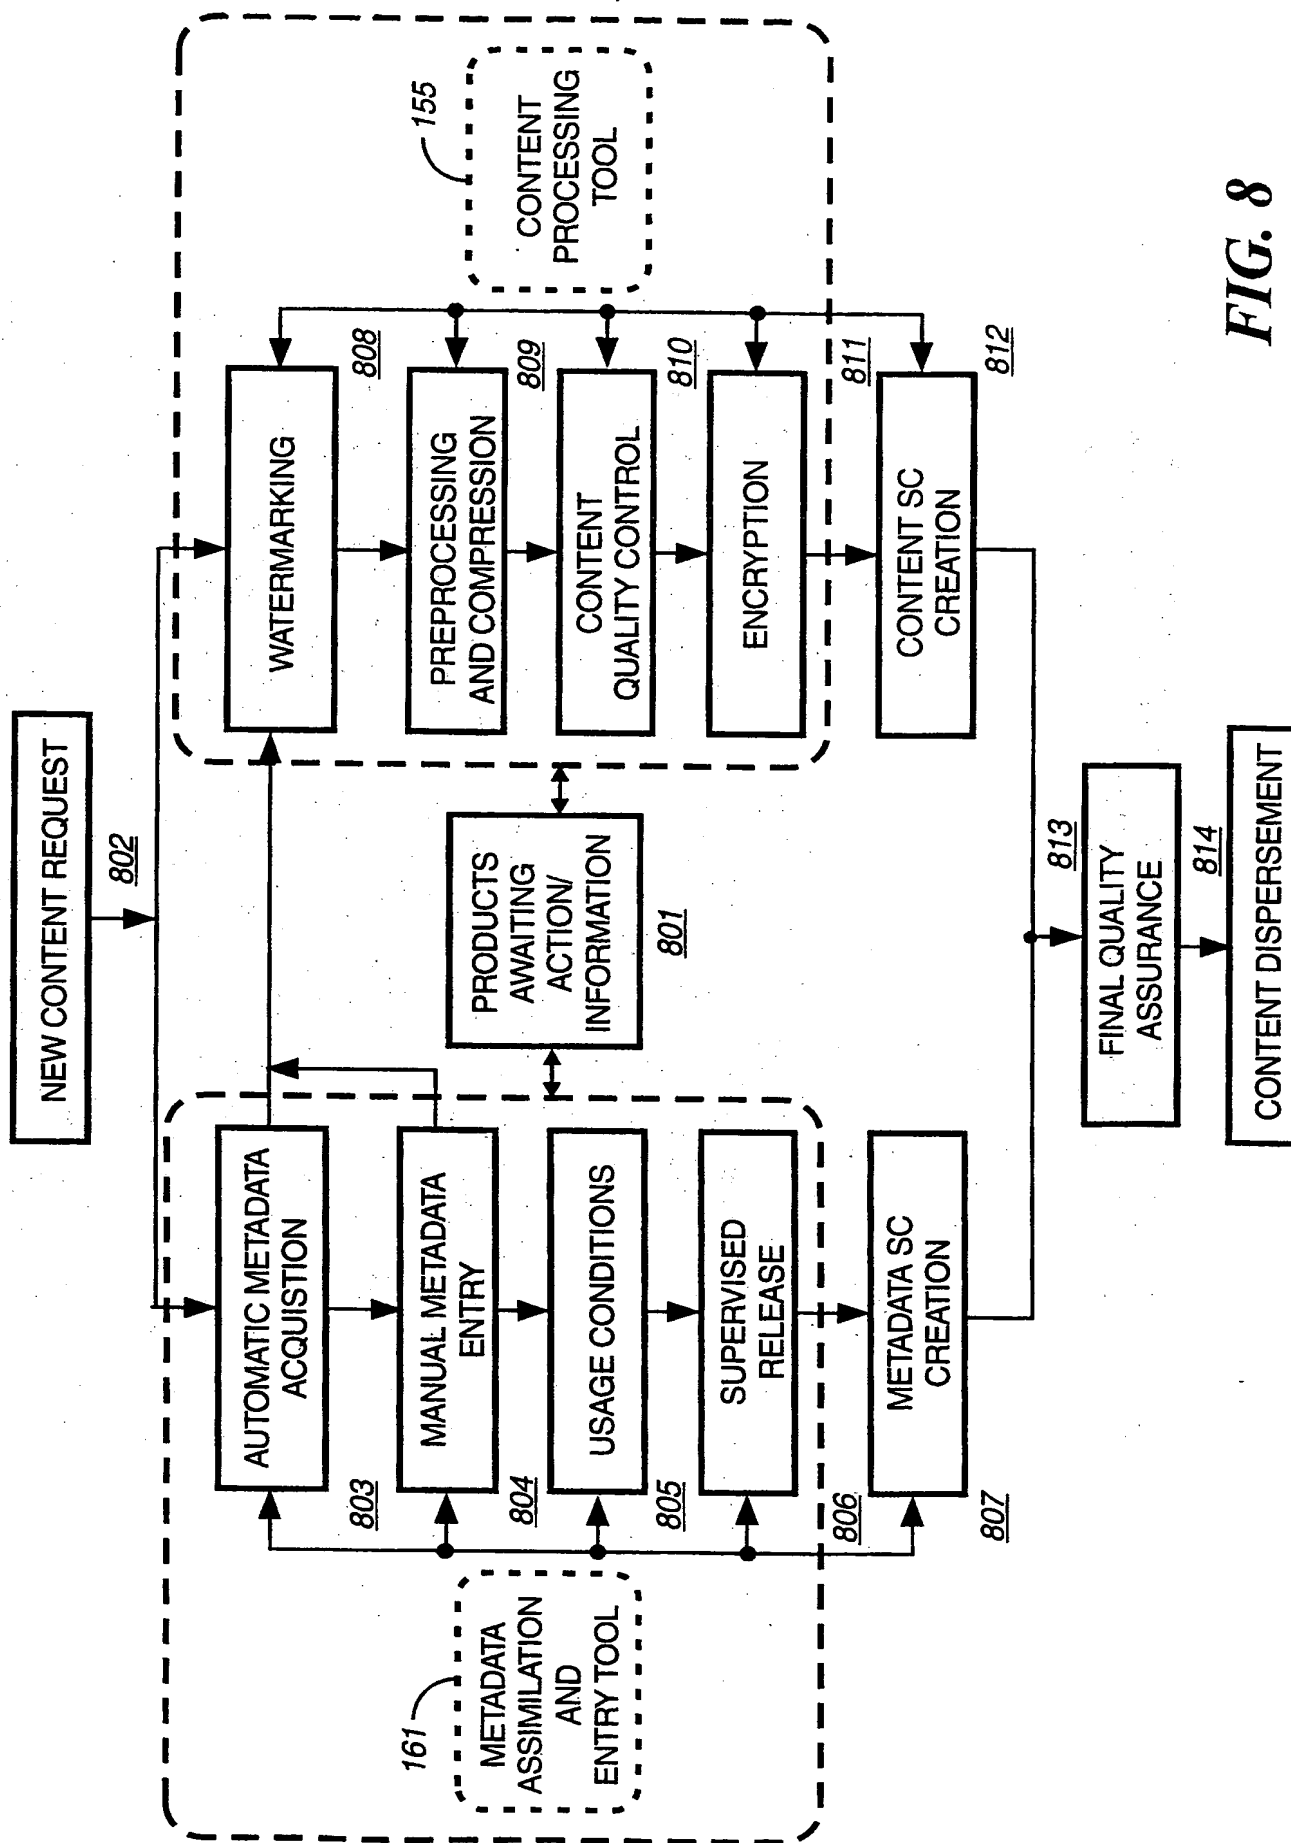 NEW CONTENT REQUEST
802
AUTOMATIC METADATA
ACQUISTION
803
MANUAL METADATA
ENTRY
804
USAGE CONDITIONS
805
SUPERVISED
RELEASE
806
METADATA SC
CREATION
807
161
METADATA
ASSIMILATION
AND
ENTRY TOOL
PRODUCTS
AWAITING
ACTION/
INFORMATION
801
WATERMARKING
808
PREPROCESSING
AND COMPRESSION
809
CONTENT
QUALITY CONTROL
810
ENCRYPTION
811
CONTENT SC
CREATION
812
155
CONTENT
PROCESSING
TOOL
813
FINAL QUALITY
ASSURANCE
814
CONTENT DISPERSEMENT
FIG. 8